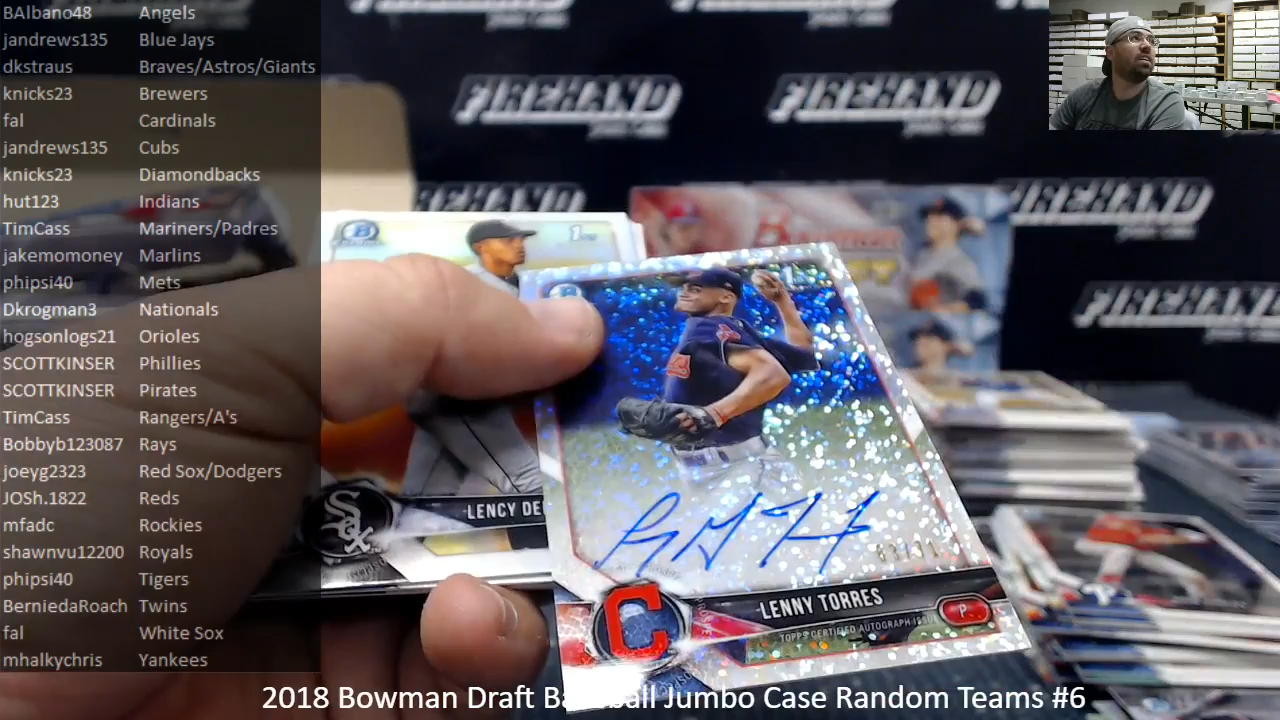 BAlbano48 Angels
jandrews135 Blue Jays
dkstraus Braves/Astros/Giants
knicks23 Brewers
fal Cardinals
jandrews135 Cubs
knicks23 Diamondbacks
hut123 Indians
TimCass Mariners/Padres
jakemomoney Marlins
phipsi40 Mets
Dkrogman3 Nationals
hogsonlogs21 Orioles
SCOTTKINSER Phillies
SCOTTKINSER Pirates
TimCass Rangers/A's
Bobbyb123087 Rays
joeyg2323 Red Sox/Dodgers
JOSh.1822 Reds
mfadc Rockies
shawnvu12200 Royals
phipsi40 Tigers
BerniedaRoach Twins
fal White Sox
mhalkychris Yankees
FIREHAND
FIREHAND
FIREHAND
FIREHAND
FIREHAND
1st
B
Sox
LENCY DE
C
LENNY TORRES
P
TOPPS CERTIFIED AUTOGRAPH ISSUE
2018 Bowman Draft Baseball Jumbo Case Random Teams #6